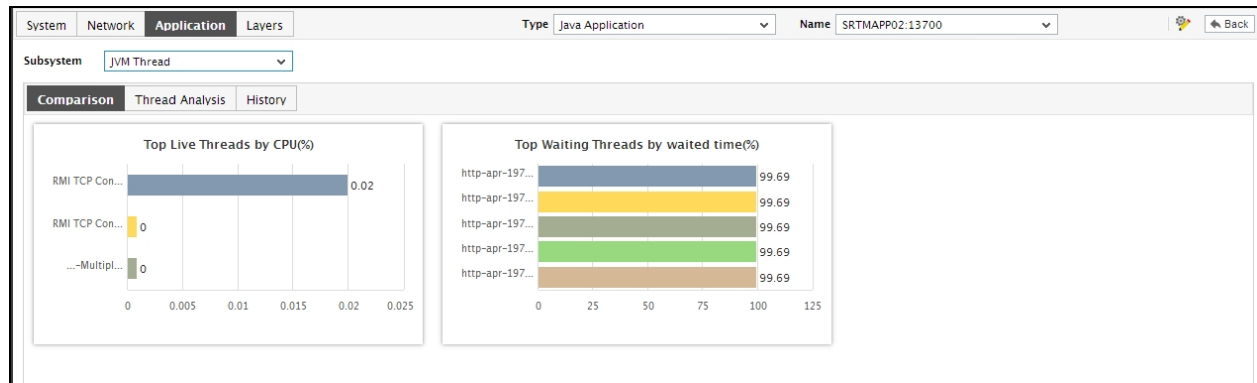 System Network Application Layers Type Java Application Name SRTMAPP02:13700 Back
Subsystem JVM Thread
Comparison Thread Analysis History
Top Live Threads by CPU(%)
RMI TCP Con... 0.02
RMI TCP Con... 0
...-Multipl... 0
0 0.005 0.01 0.015 0.02 0.025
Top Waiting Threads by waited time(%)
http-apr-197... 99.69
http-apr-197... 99.69
http-apr-197... 99.69
http-apr-197... 99.69
http-apr-197... 99.69
0 25 50 75 100 125